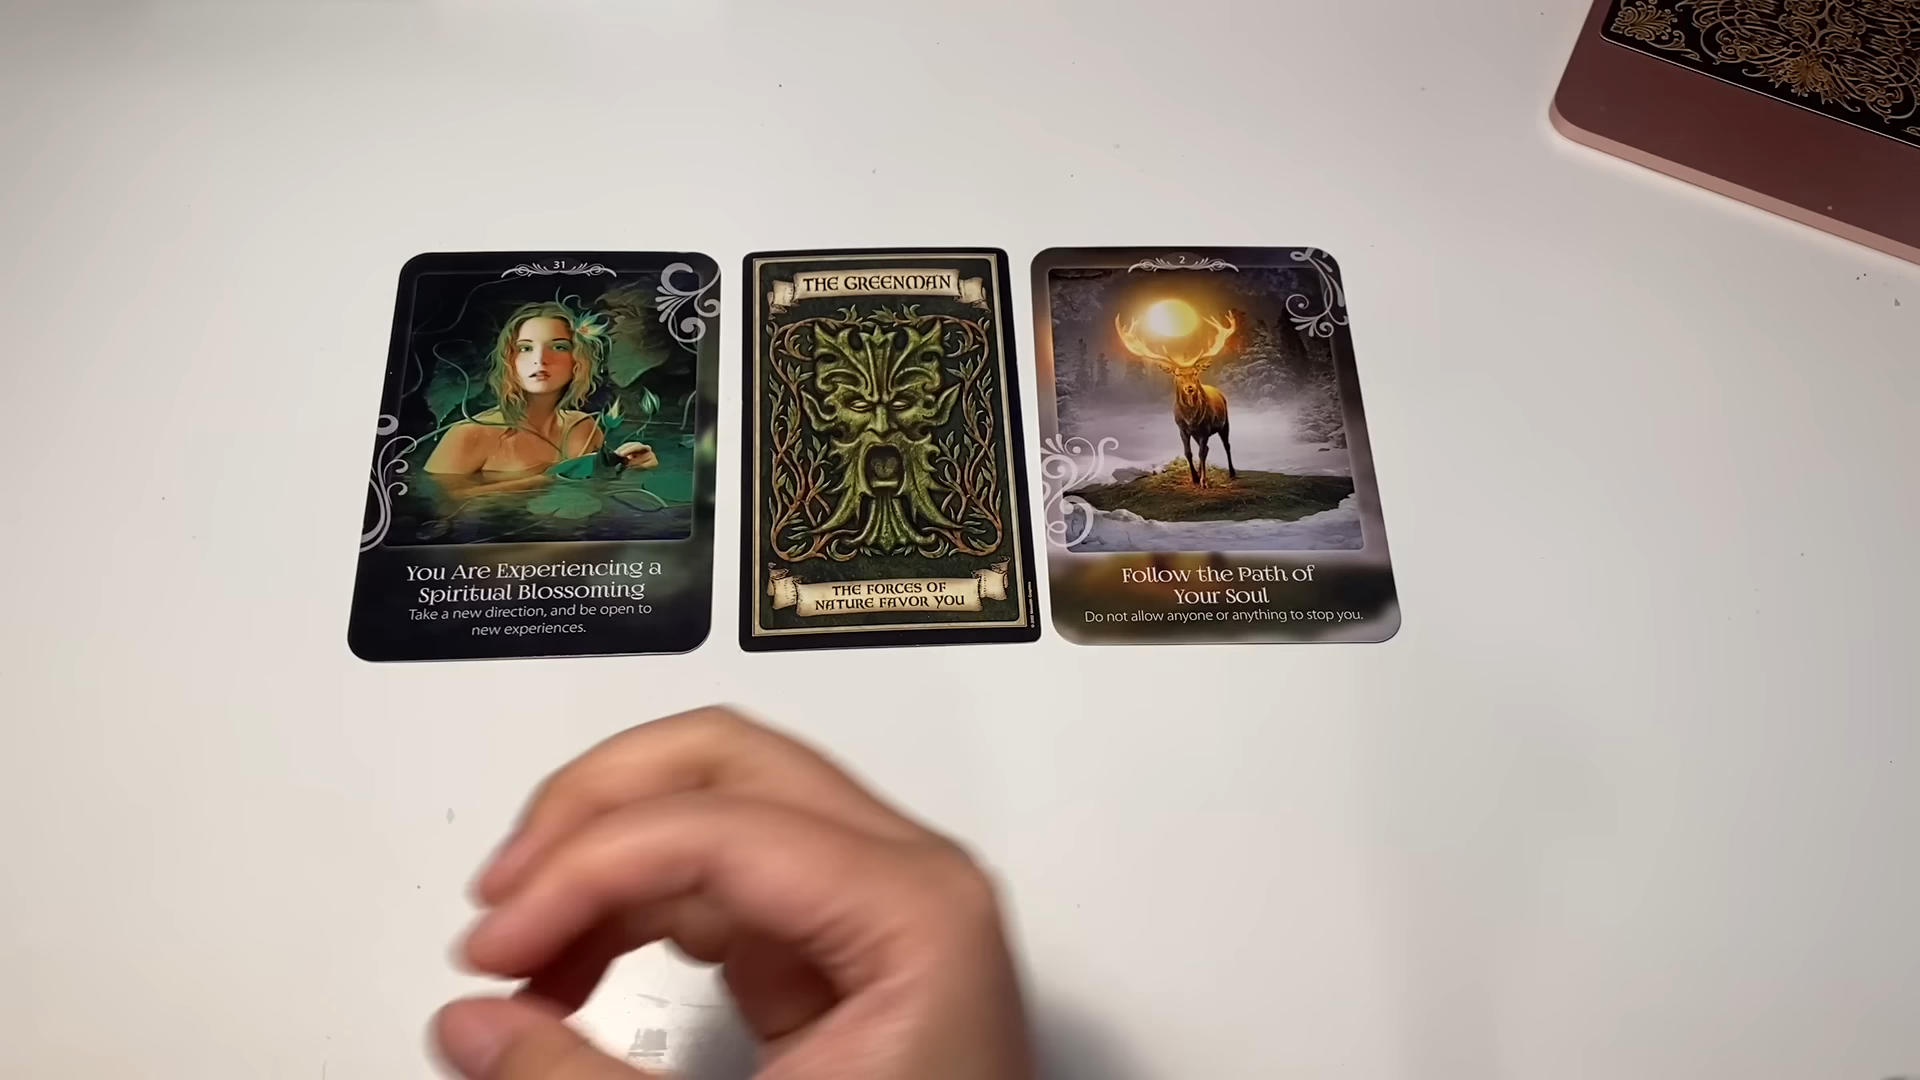 31
You Are Experiencing a
Spiritual Blossoming
Take a new direction, and be open to
new experiences.
THE GREENMAN
THE FORCES OF
NATURE FAVOR YOU
2
Follow the Path of
Your Soul
Do not allow anyone or anything to stop you.